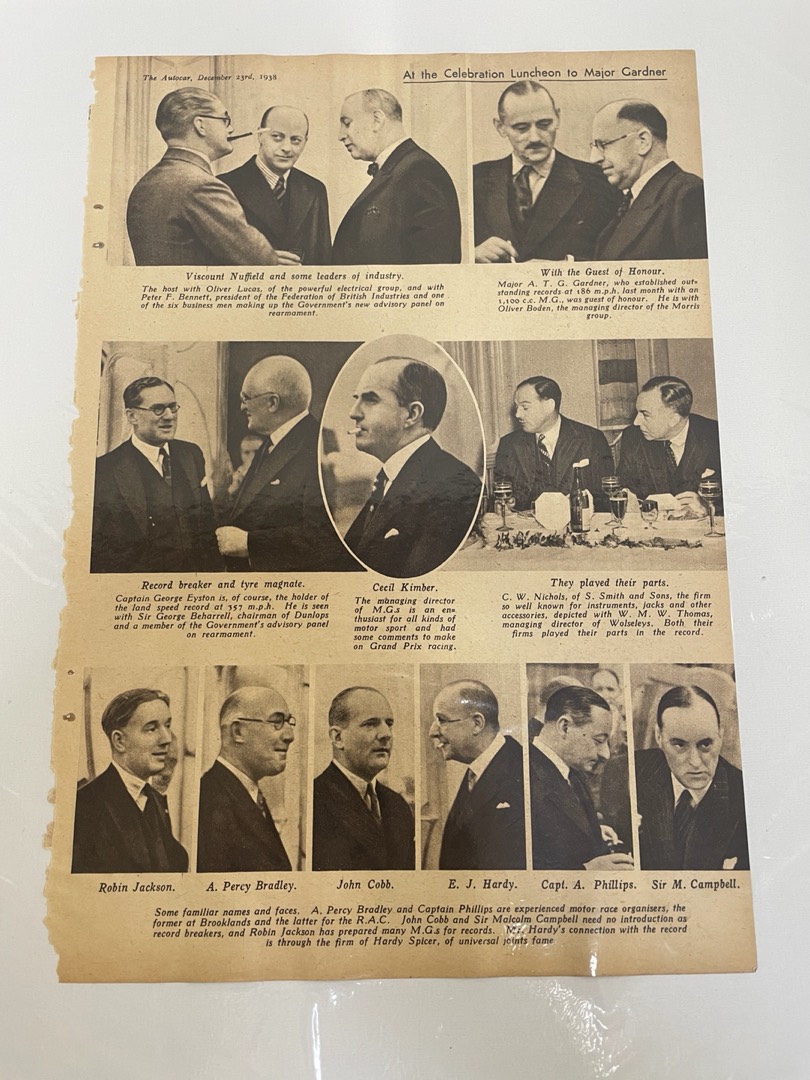 The Autocar, December 23rd, 1938
At the Celebration Luncheon to Major Gardner
Viscount Nuffield and some leaders of industry.
The host with Oliver Lucas, of the powerful electrical group, and with
Peter F. Bennett, president of the Federation of British Industries and one
of the six business men making up the Government's new advisory panel on
rearmament.
With the Guest of Honour.
Major A. T. G. Gardner, who established out-
standing records at 186 m.p.h. last month with an
1,100 c.c. M.G., was guest of honour. He is with
Oliver Boden, the managing director of the Morris
group.
Record breaker and tyre magnate.
Captain George Eyston is, of course, the holder of
the land speed record at 357 m.p.h. He is seen
with Sir George Beharrell, chairman of Dunlops
and a member of the Government's advisory panel
on rearmament.
Cecil Kimber.
The managing director
of M.G.s is an en-
thusiast for all kinds of
motor sport and had
some comments to make
on Grand Prix racing.
They played their parts.
C. W. Nichols, of S. Smith and Sons, the firm
so well known for instruments, jacks and other
accessories, depicted with W. M. W. Thomas,
managing director of Wolseleys. Both their
firms played their parts in the record.
Robin Jackson.
A. Percy Bradley.
John Cobb.
E. J. Hardy.
Capt. A. Phillips.
Sir M. Campbell.
Some familiar names and faces. A. Percy Bradley and Captain Phillips are experienced motor race organisers, the
former at Brooklands and the latter for the R.A.C. John Cobb and Sir Malcolm Campbell need no introduction as
record breakers, and Robin Jackson has prepared many M.G.s for records. Mr. Hardy's connection with the record
is through the firm of Hardy Spicer, of universal joints fame